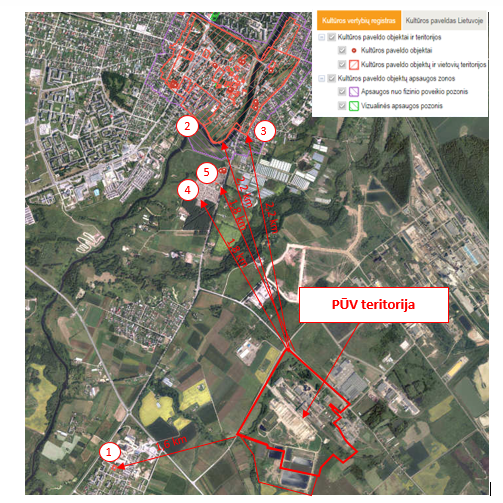 Kultūros vertybių registras
Kultūros paveldas Lietuvoje
Kultūros paveldo objektai ir teritorijos
Kultūros paveldo objektai
Kultūros paveldo objektų ir vietovių teritorijos
Kultūros paveldo objektų apsaugos zonos
Apsaugos nuo fizinio poveikio pozonis
Vizualinės apsaugos pozonis
2
3
5
4
PŪV teritorija
1